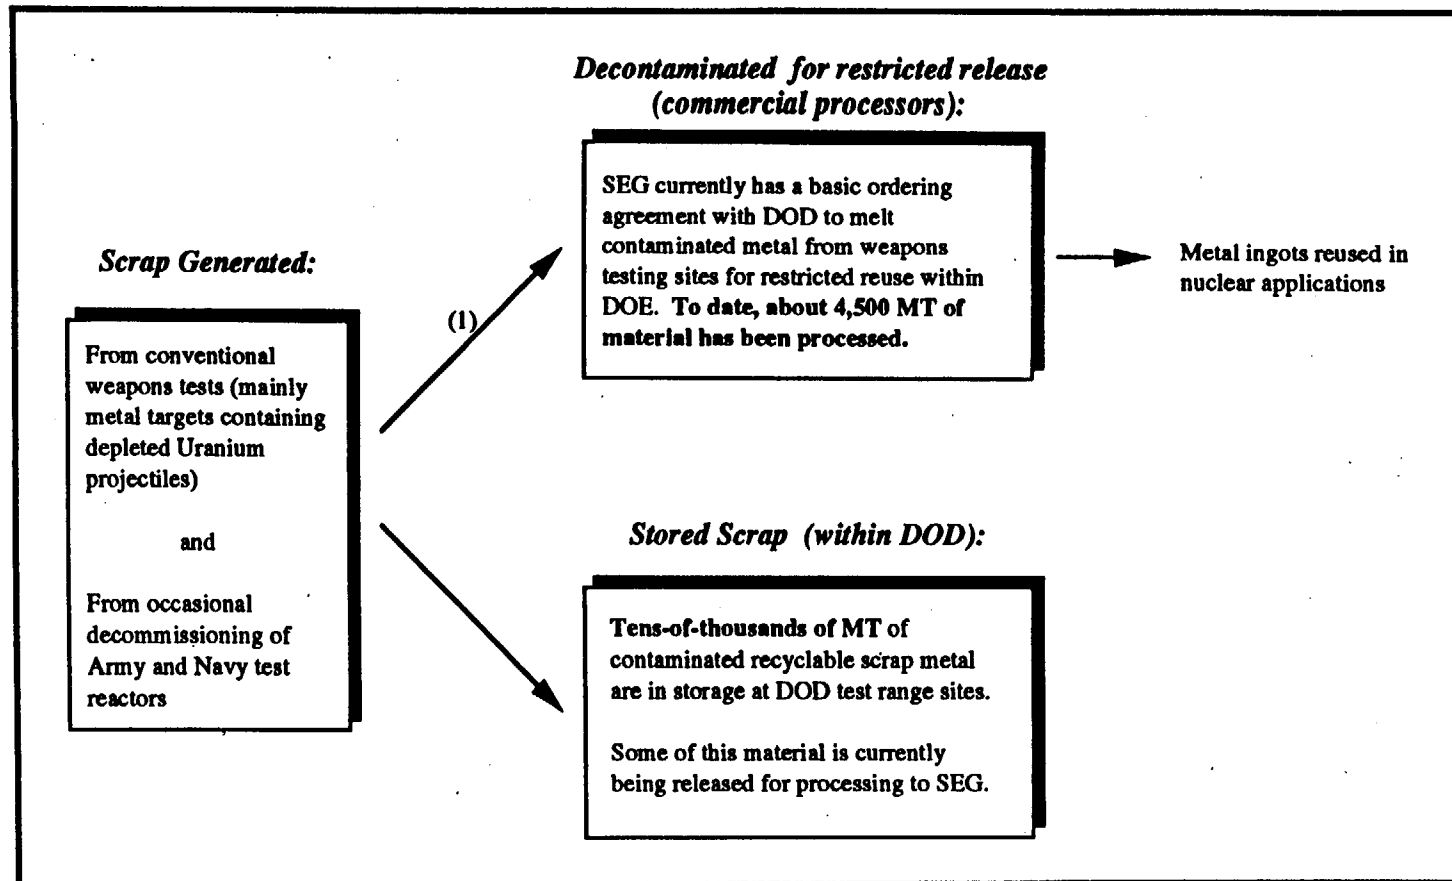 Scrap Generated:
From conventional
weapons tests (mainly
metal targets containing
depleted Uranium
projectiles)
and
From occasional
decommissioning of
Army and Navy test
reactors
(1)
Decontaminated for restricted release
(commercial processors):
SEG currently has a basic ordering
agreement with DOD to melt
contaminated metal from weapons
testing sites for restricted reuse within
DOE. To date, about 4,500 MT of
material has been processed.
Metal ingots reused in
nuclear applications
Stored Scrap (within DOD):
Tens-of-thousands of MT of
contaminated recyclable scrap metal
are in storage at DOD test range sites.
Some of this material is currently
being released for processing to SEG.